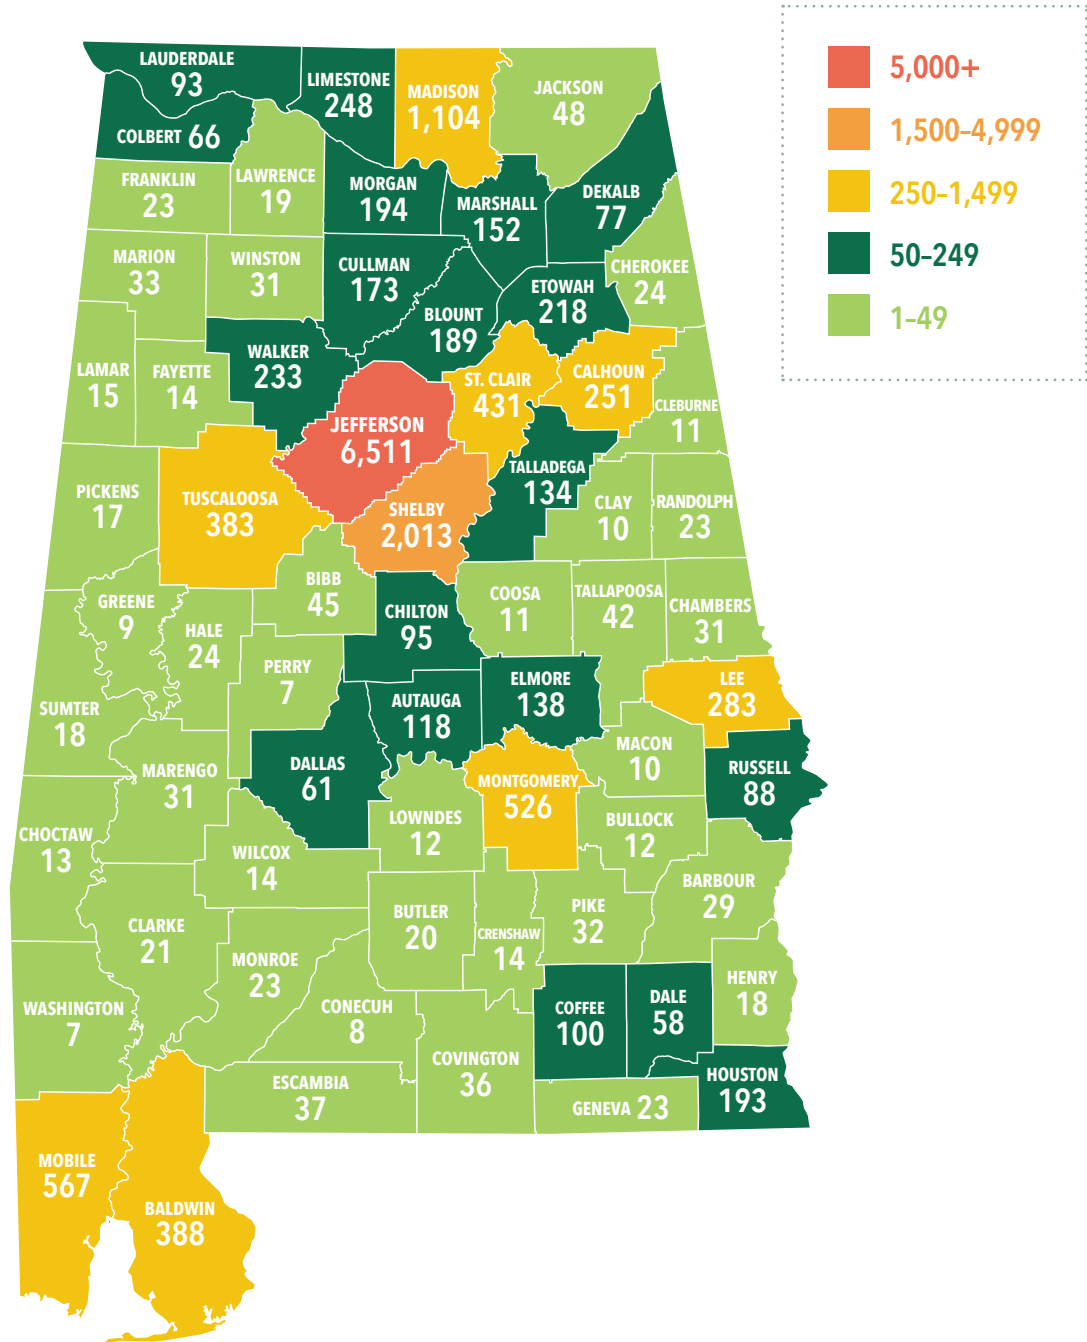 LAUDERDALE
93
LIMESTONE
248
MADISON
1,104
JACKSON
48
COLBERT 66
FRANKLIN
23
LAWRENCE
19
MORGAN
194
MARSHALL
152
DEKALB
77
MARION
33
WINSTON
31
CULLMAN
173
BLOUNT
189
ETOWAH
218
CHEROKEE
24
LAMAR
15
FAYETTE
14
WALKER
233
JEFFERSON
6,511
ST. CLAIR
431
CALHOUN
251
CLEBURNE
11
PICKENS
17
TUSCALOOSA
383
SHELBY
2,013
TALLADEGA
134
CLAY
10
RANDOLPH
23
GREENE
9
HALE
24
BIBB
45
CHILTON
95
COOSA
11
TALLAPOOSA
42
CHAMBERS
31
SUMTER
18
PERRY
7
AUTAUGA
118
ELMORE
138
LEE
283
MARENGO
31
DALLAS
61
MONTGOMERY
526
MACON
10
RUSSELL
88
CHOCTAW
13
WILCOX
14
LOWNDES
12
BULLOCK
12
BARBOUR
29
CLARKE
21
MONROE
23
BUTLER
20
CRENSHAW
14
PIKE
32
WASHINGTON
7
CONECUH
8
COVINGTON
36
COFFEE
100
DALE
58
HENRY
18
ESCAMBIA
37
GENEVA 23
HOUSTON
193
MOBILE
567
BALDWIN
388
5,000+
1,500–4,999
250–1,499
50–249
1–49